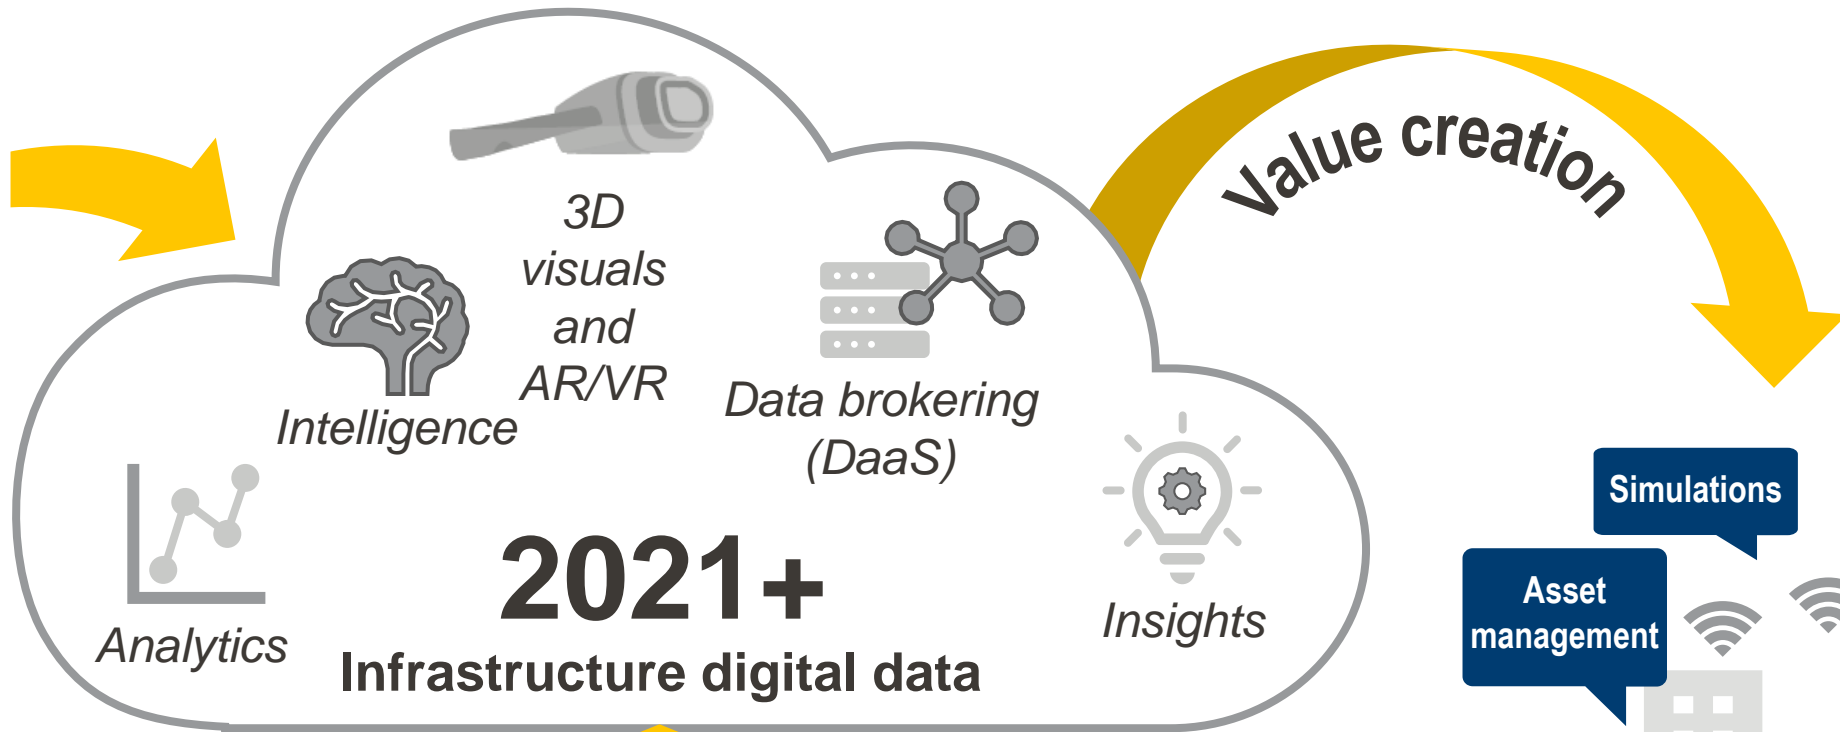 Value creation
3D
visuals
and
AR/VR
Intelligence
Data brokering
(DaaS)
Analytics
Insights
2021+
Infrastructure digital data
Simulations
Asset
management